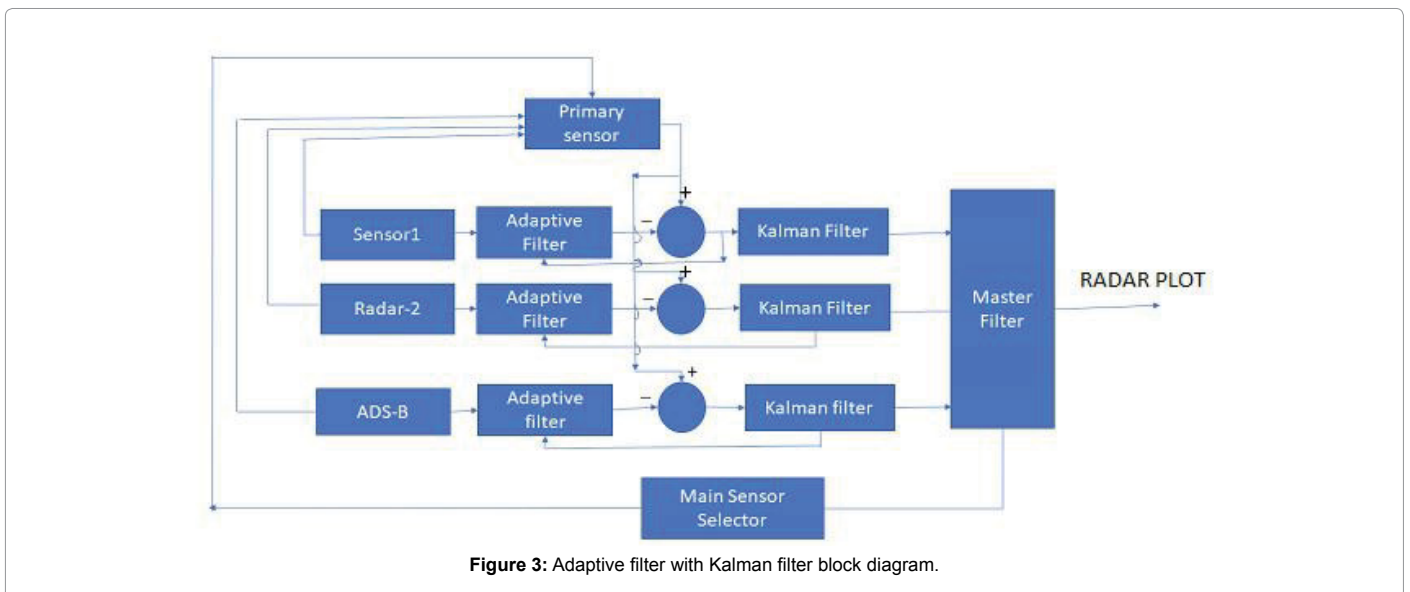 Primary
sensor
+
Sensor1
Adaptive
Filter
−
Kalman Filter
+
Radar-2
Adaptive
Filter
−
Kalman Filter
Master
Filter
RADAR PLOT
+
ADS-B
Adaptive
filter
−
Kalman filter
Main Sensor
Selector
Figure 3: Adaptive filter with Kalman filter block diagram.